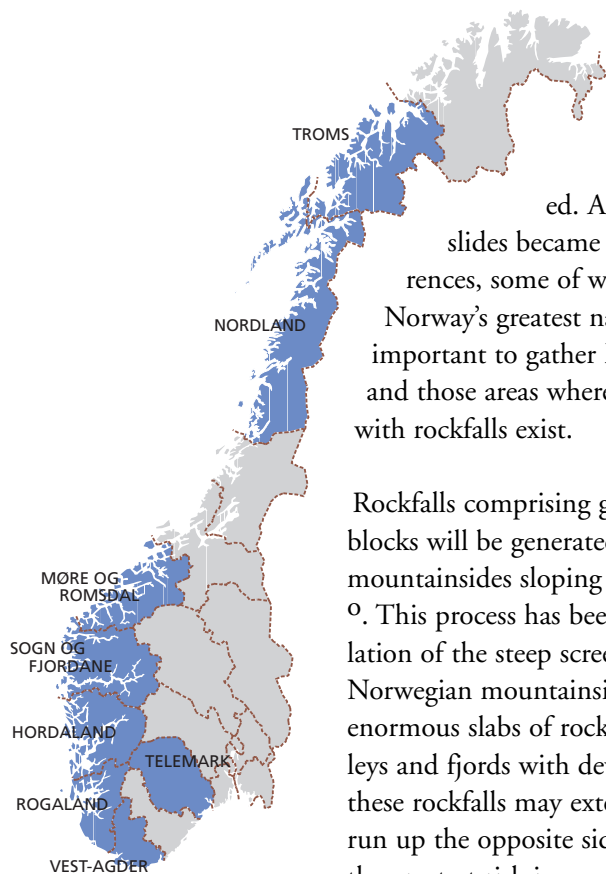 TROMS
NORDLAND
MØRE OG
ROMSDAL
SOGN OG
FJORDANE
HORDALAND
TELEMARK
ROGALAND
VEST-AGDER
ed. A
slides became
rences, some of w
Norway’s greatest na
important to gather
and those areas where
with rockfalls exist.
Rockfalls comprising g
blocks will be generated
mountainsides sloping
º. This process has been
lation of the steep scree
Norwegian mountainsi
enormous slabs of rock
leys and fjords with dev
these rockfalls may exte
run up the opposite sid